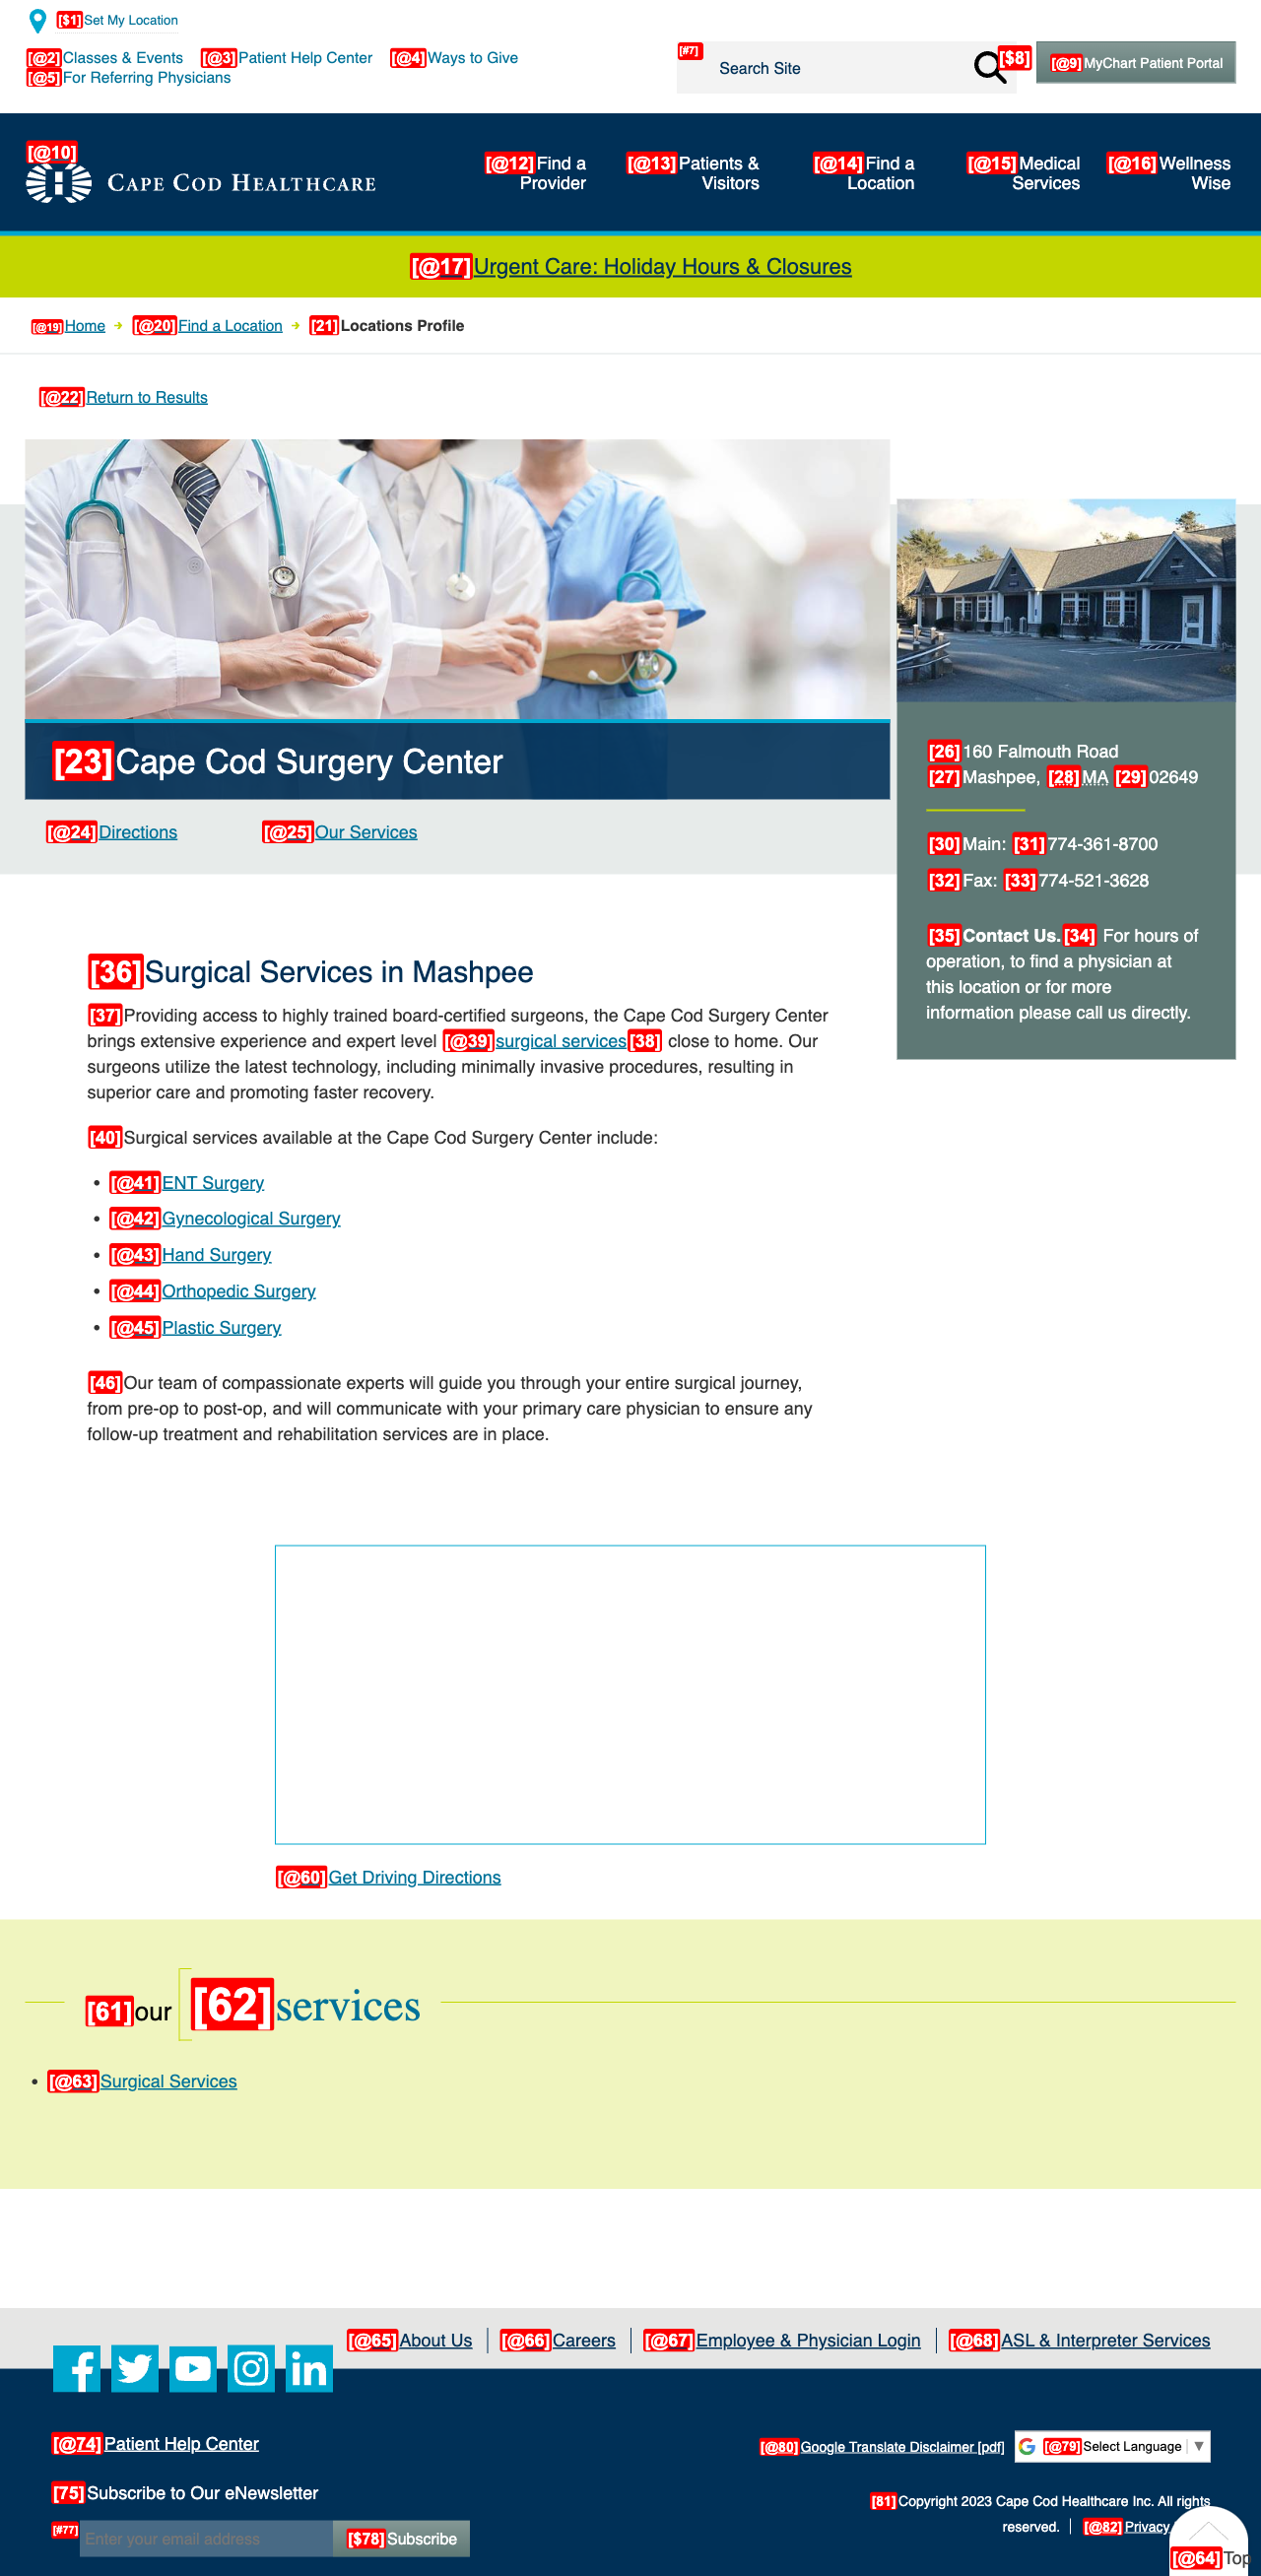 [$1]Set My Location
[@2]Classes & Events [@3]Patient Help Center [@4]Ways to Give
[@5]For Referring Physicians
[#7] Search Site [$8]
[@9]MyChart Patient Portal
[@10]
CAPE COD HEALTHCARE
[@12]Find a Provider
[@13]Patients & Visitors
[@14]Find a Location
[@15]Medical Services
[@16]Wellness Wise
[@17]Urgent Care: Holiday Hours & Closures
[@19]Home [@20]Find a Location [21]Locations Profile
[@22]Return to Results
[23]Cape Cod Surgery Center
[@24]Directions [@25]Our Services
[26]160 Falmouth Road
[27]Mashpee, [28]MA [29]02649
[30]Main: [31]774-361-8700
[32]Fax: [33]774-521-3628
[35]Contact Us.[34] For hours of
operation, to find a physician at
this location or for more
information please call us directly.
[36]Surgical Services in Mashpee
[37]Providing access to highly trained board-certified surgeons, the Cape Cod Surgery Center
brings extensive experience and expert level [@39]surgical services[38] close to home. Our
surgeons utilize the latest technology, including minimally invasive procedures, resulting in
superior care and promoting faster recovery.
[40]Surgical services available at the Cape Cod Surgery Center include:
• [@41]ENT Surgery
• [@42]Gynecological Surgery
• [@43]Hand Surgery
• [@44]Orthopedic Surgery
• [@45]Plastic Surgery
[46]Our team of compassionate experts will guide you through your entire surgical journey,
from pre-op to post-op, and will communicate with your primary care physician to ensure any
follow-up treatment and rehabilitation services are in place.
[@60]Get Driving Directions
[61]our [62]services
• [@63]Surgical Services
[@65]About Us [@66]Careers [@67]Employee & Physician Login [@68]ASL & Interpreter Services
[@74]Patient Help Center
[75]Subscribe to Our eNewsletter
[#77] Enter your email address [$78]Subscribe
[@80]Google Translate Disclaimer [pdf] [@79]Select Language ▼
[81]Copyright 2023 Cape Cod Healthcare Inc. All rights
reserved. [@82]Privacy
[@64]Top